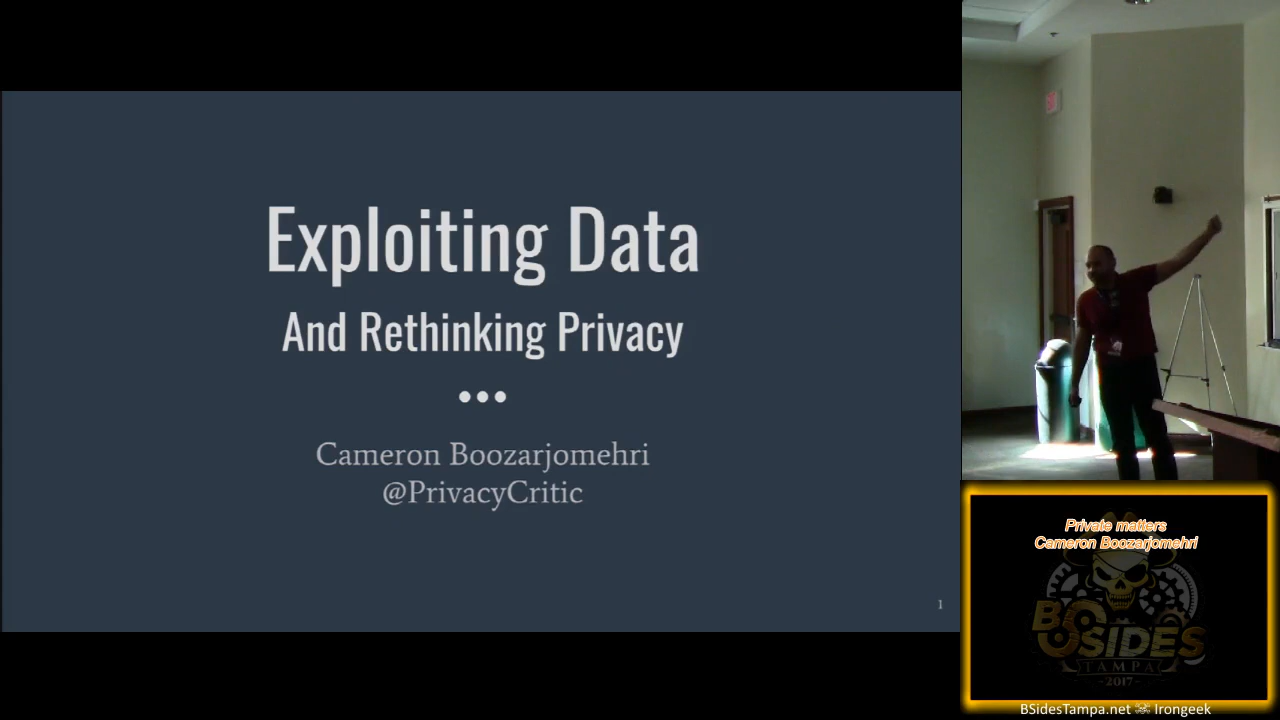 Exploiting Data
And Rethinking Privacy
Cameron Boozarjomehri
@PrivacyCritic
1
Private matters
Cameron Boozarjomehri
BSIDES
TAMPA
-2017-
BSidesTampa.net ☠ Irongeek